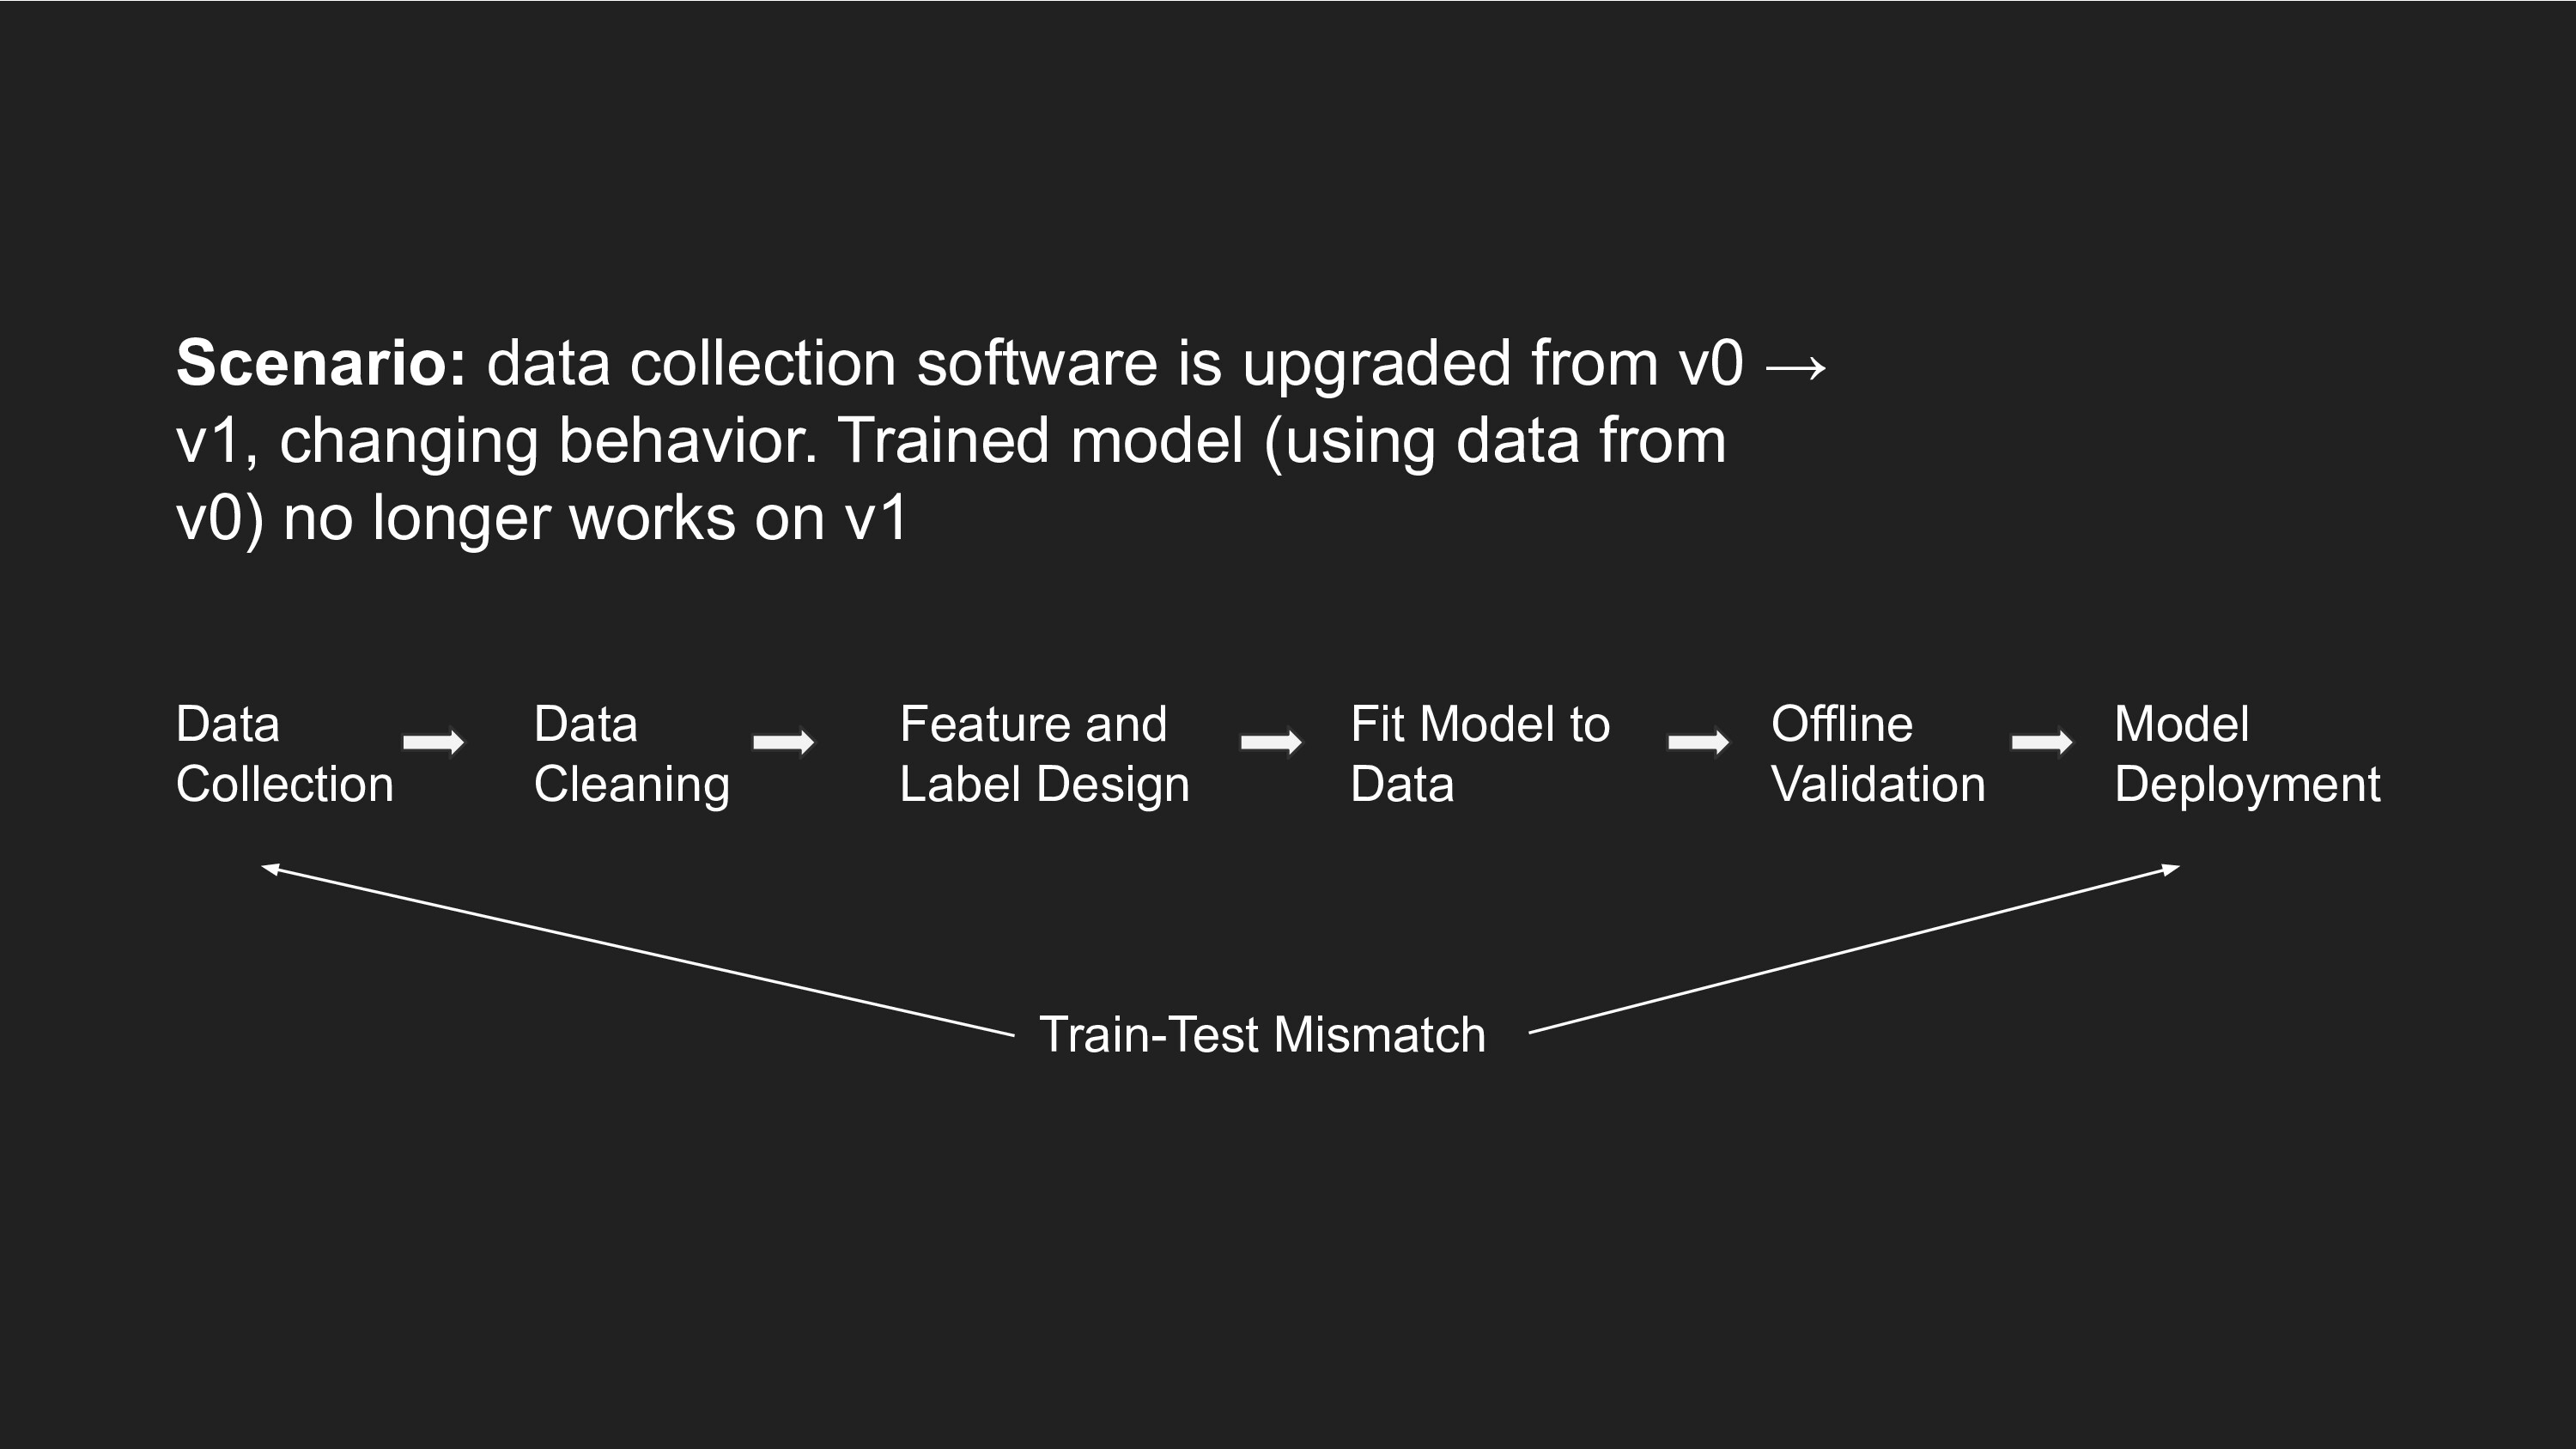 Scenario: data collection software is upgraded from v0 →
v1, changing behavior. Trained model (using data from
v0) no longer works on v1
Data
Collection
Data
Cleaning
Feature and
Label Design
Fit Model to
Data
Offline
Validation
Model
Deployment
Train-Test Mismatch